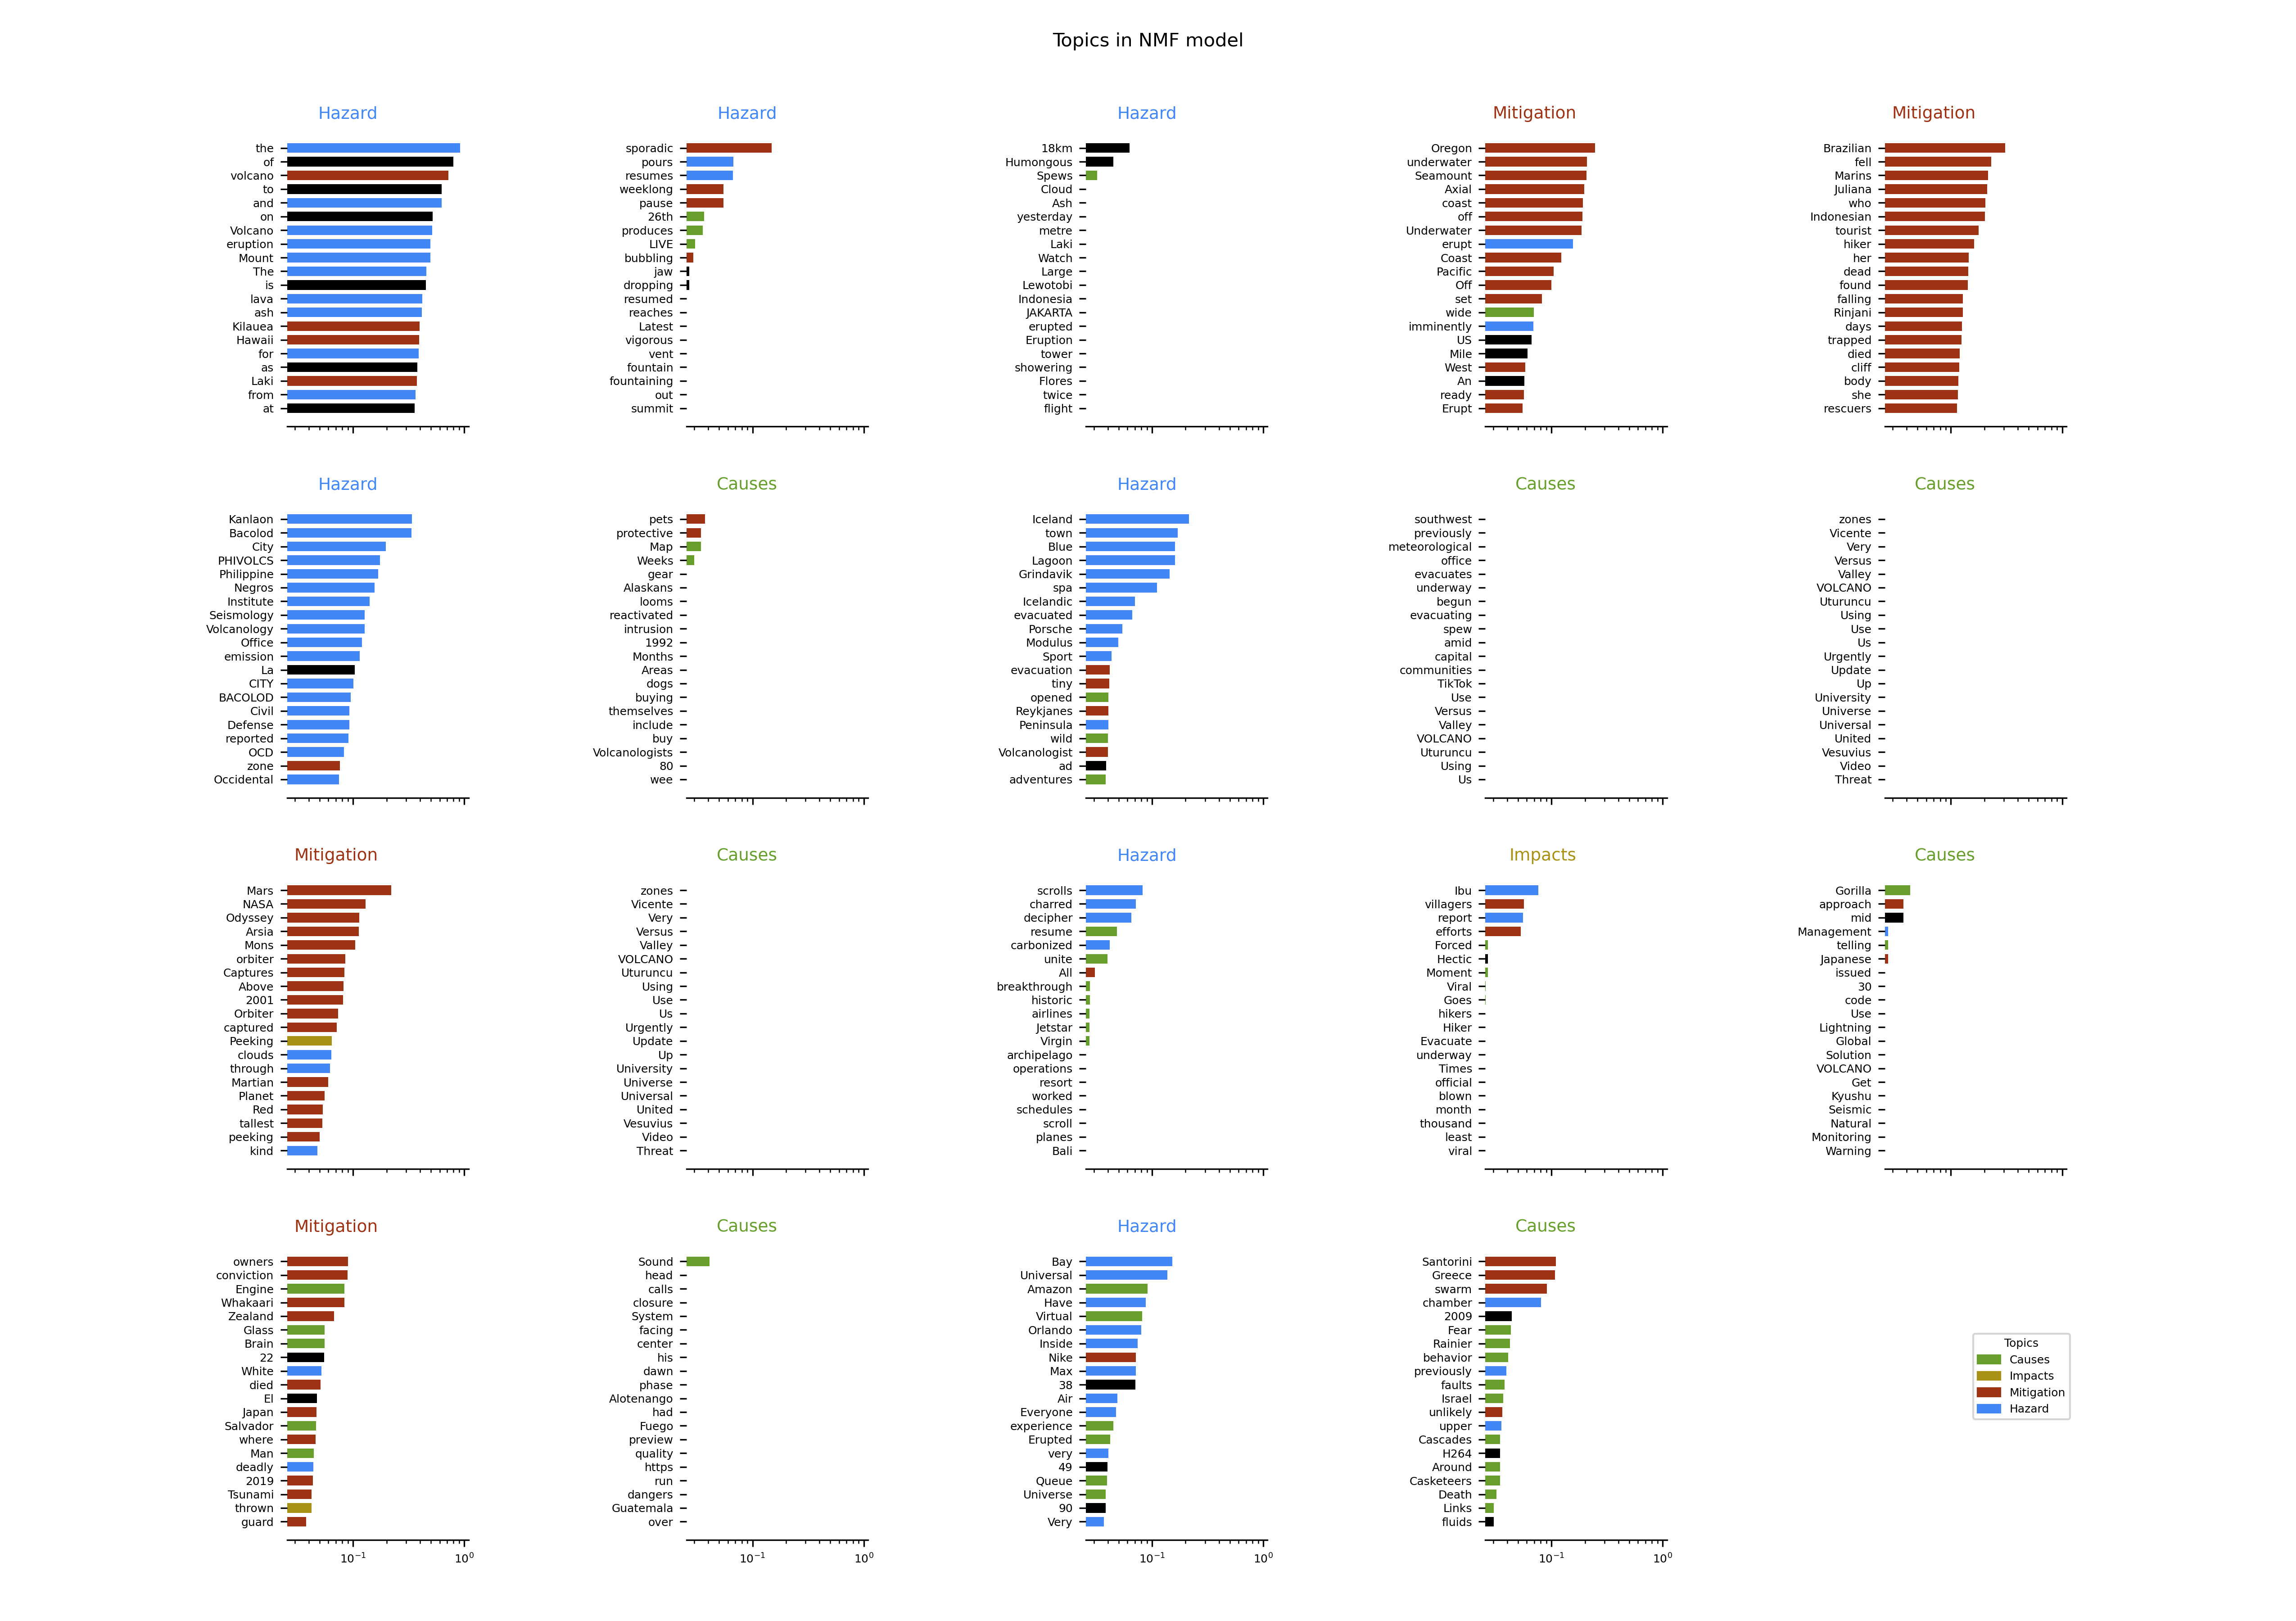 Topics in NMF model
Hazard
the
of
volcano
to
and
on
Volcano
eruption
Mount
The
is
lava
ash
Kilauea
Hawaii
for
as
Laki
from
at
Hazard
sporadic
pours
resumes
weeklong
pause
26th
produces
LIVE
bubbling
jaw
dropping
resumed
reaches
Latest
vigorous
vent
fountain
fountaining
out
summit
Hazard
18km
Humongous
Spews
Cloud
Ash
yesterday
metre
Laki
Watch
Large
Lewotobi
Indonesia
JAKARTA
erupted
Eruption
tower
showering
Flores
twice
flight
Mitigation
Oregon
underwater
Seamount
Axial
coast
off
Underwater
erupt
Coast
Pacific
Off
set
wide
imminently
US
Mile
West
An
ready
Erupt
Mitigation
Brazilian
fell
Marins
Juliana
who
Indonesian
tourist
hiker
her
dead
found
falling
Rinjani
days
trapped
died
cliff
body
she
rescuers
Hazard
Kanlaon
Bacolod
City
PHIVOLCS
Philippine
Negros
Institute
Seismology
Volcanology
Office
emission
La
CITY
BACOLOD
Civil
Defense
reported
OCD
zone
Occidental
Causes
pets
protective
Map
Weeks
gear
Alaskans
looms
reactivated
intrusion
1992
Months
Areas
dogs
buying
themselves
include
buy
Volcanologists
80
wee
Hazard
Iceland
town
Blue
Lagoon
Grindavik
spa
Icelandic
evacuated
Porsche
Modulus
Sport
evacuation
tiny
opened
Reykjanes
Peninsula
wild
Volcanologist
ad
adventures
Causes
southwest
previously
meteorological
office
evacuates
underway
begun
evacuating
spew
amid
capital
communities
TikTok
Use
Versus
Valley
VOLCANO
Uturuncu
Using
Us
Causes
zones
Vicente
Very
Versus
Valley
VOLCANO
Uturuncu
Using
Use
Us
Urgently
Update
Up
University
Universe
Universal
United
Vesuvius
Video
Threat
Mitigation
Mars
NASA
Odyssey
Arsia
Mons
orbiter
Captures
Above
2001
Orbiter
captured
Peeking
clouds
through
Martian
Planet
Red
tallest
peeking
kind
Causes
zones
Vicente
Very
Versus
Valley
VOLCANO
Uturuncu
Using
Use
Us
Urgently
Update
Up
University
Universe
Universal
United
Vesuvius
Video
Threat
Hazard
scrolls
charred
decipher
resume
carbonized
unite
All
breakthrough
historic
airlines
Jetstar
Virgin
archipelago
operations
resort
worked
schedules
scroll
planes
Bali
Impacts
Ibu
villagers
report
efforts
Forced
Hectic
Moment
Viral
Goes
hikers
Hiker
Evacuate
underway
Times
official
blown
month
thousand
least
viral
Causes
Gorilla
approach
mid
Management
telling
Japanese
issued
30
code
Use
Lightning
Global
Solution
VOLCANO
Get
Kyushu
Seismic
Natural
Monitoring
Warning
Mitigation
owners
conviction
Engine
Whakaari
Zealand
Glass
Brain
22
White
died
El
Japan
Salvador
where
Man
deadly
2019
Tsunami
thrown
guard
10⁻¹ 10⁰
Causes
Sound
head
calls
closure
System
facing
center
his
dawn
phase
Alotenango
had
Fuego
preview
quality
https
run
dangers
Guatemala
over
10⁻¹ 10⁰
Hazard
Bay
Universal
Amazon
Have
Virtual
Orlando
Inside
Nike
Max
38
Air
Everyone
experience
Erupted
very
49
Queue
Universe
90
Very
10⁻¹ 10⁰
Causes
Santorini
Greece
swarm
chamber
2009
Fear
Rainier
behavior
previously
faults
Israel
unlikely
upper
Cascades
H264
Around
Casketeers
Death
Links
fluids
10⁻¹ 10⁰
Topics
Causes
Impacts
Mitigation
Hazard